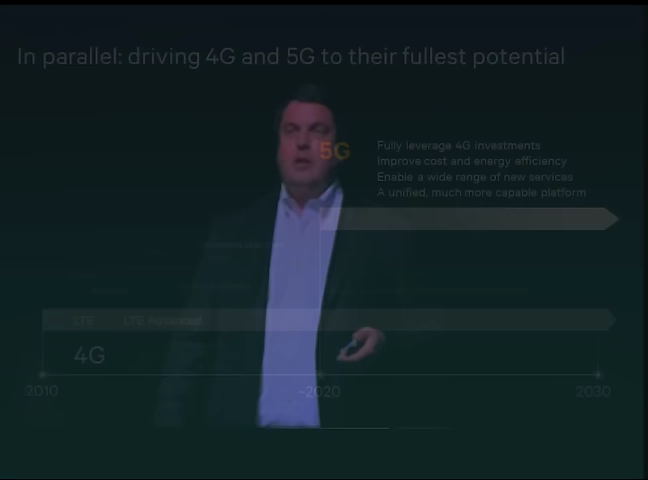 In parallel: driving 4G and 5G to their fullest potential
5G
Fully leverage 4G investments
Improve cost and energy efficiency
Enable a wide range of new services
A unified, much more capable platform
LTE LTE Advanced
4G
2010 ~2020 2030